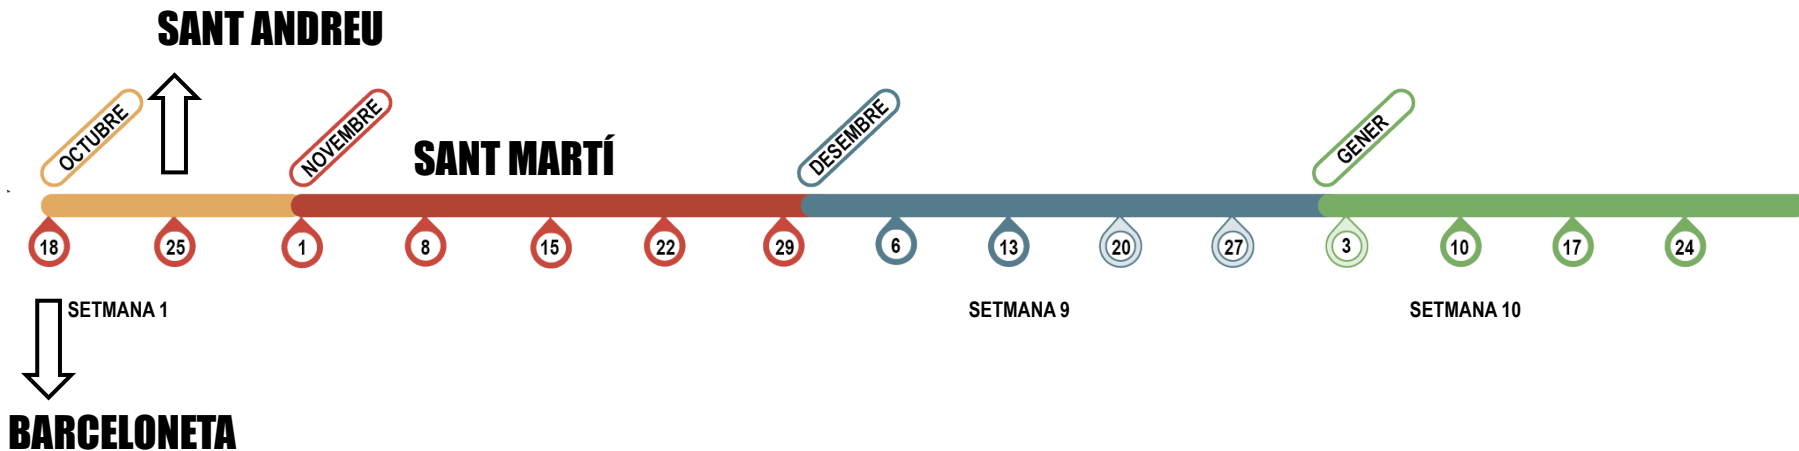 SANT ANDREU
OCTUBRE
NOVEMBRE
DESEMBRE
GENER
SANT MARTÍ
18 25 1 8 15 22 29 6 13 20 27 3 10 17 24
SETMANA 1 SETMANA 9 SETMANA 10
BARCELONETA